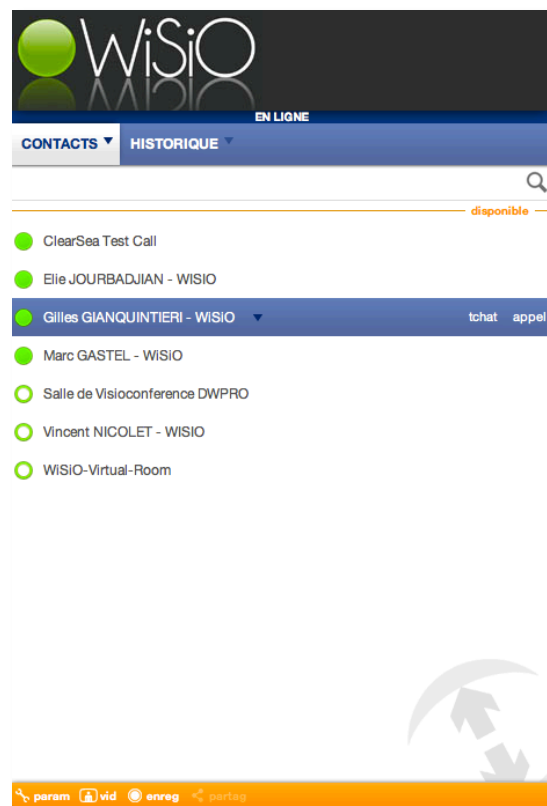 WiSiO
EN LIGNE
CONTACTS HISTORIQUE
disponible
ClearSea Test Call
Elie JOURBADJIAN - WISIO
Gilles GIANQUINTIERI - WISIO tchat appel
Marc GASTEL - WiSiO
Salle de Visioconference DWPRO
Vincent NICOLET - WISIO
WiSiO-Virtual-Room
param vid enreg partag